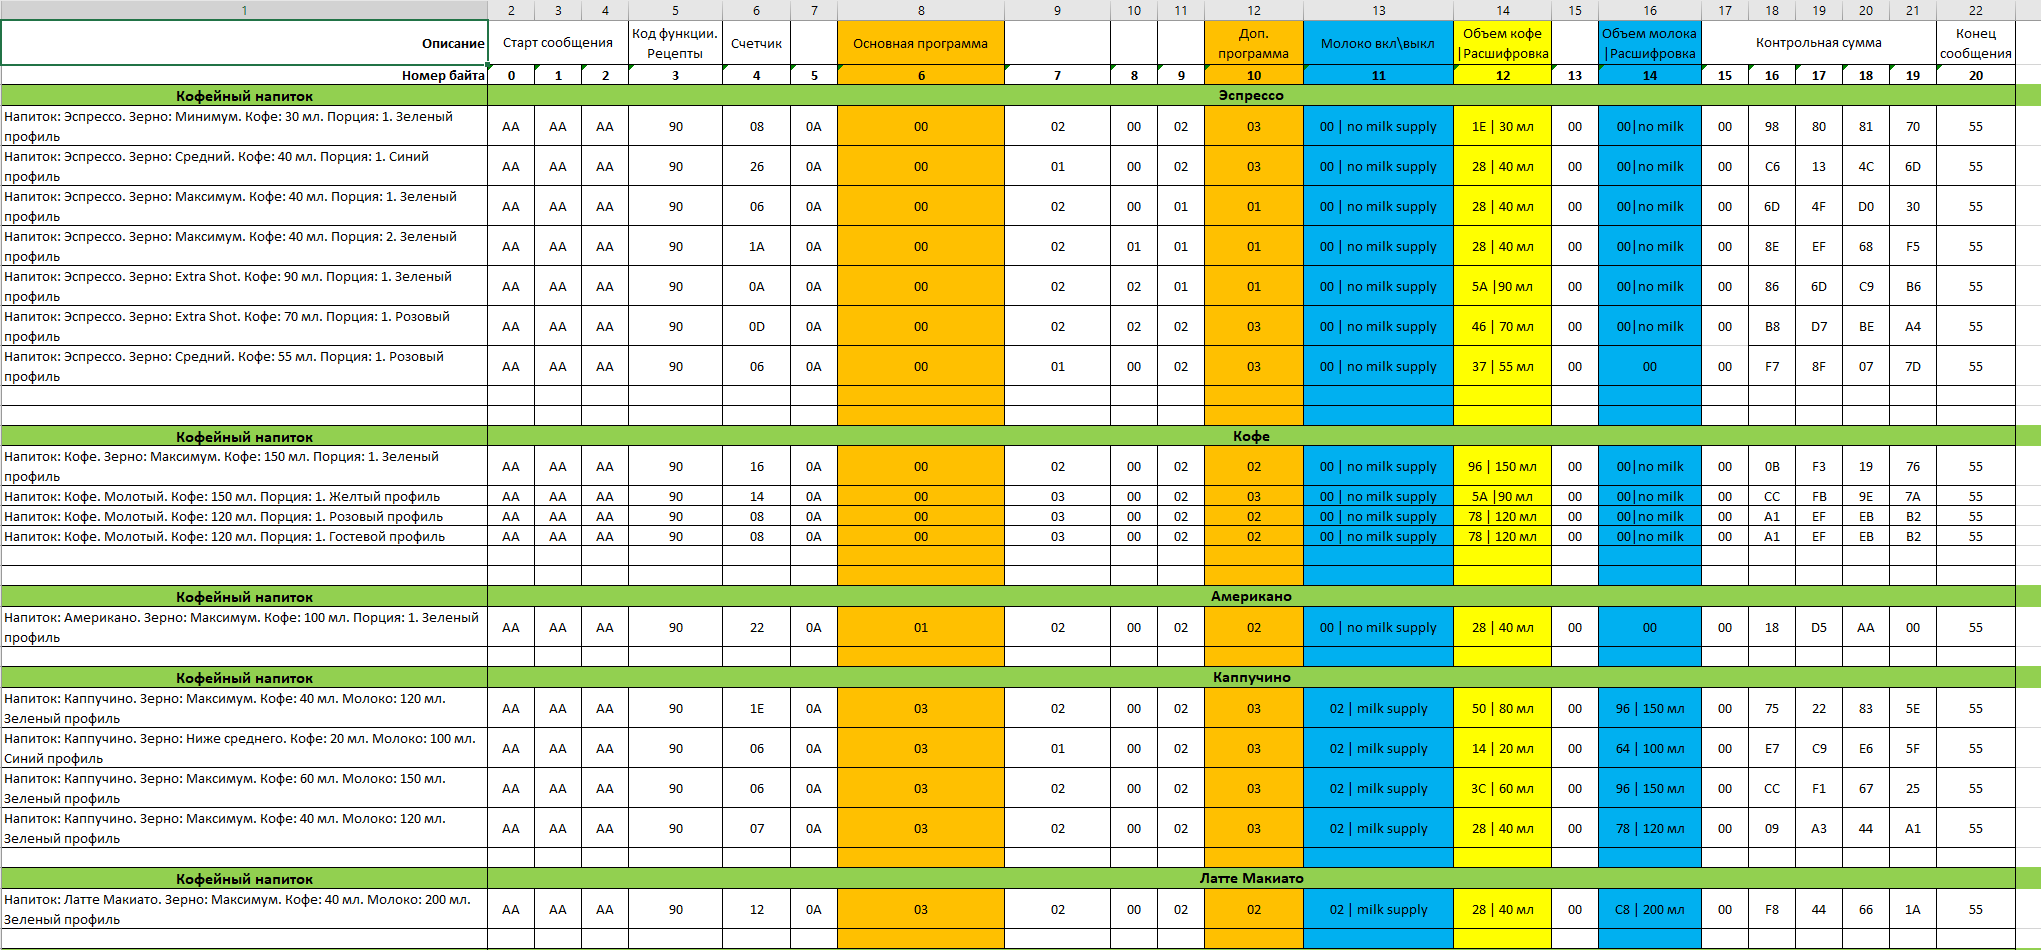 1 2 3 4 5 6 7 8 9 10 11 12 13 14 15 16 17 18 19 20 21 22
Описание Старт сообщения Код функции. Рецепты Счетчик Основная программа Доп. программа Молоко вкл\выкл Объем кофе |Расшифровка Объем молока |Расшифровка Контрольная сумма Конец сообщения
Номер байта 0 1 2 3 4 5 6 7 8 9 10 11 12 13 14 15 16 17 18 19 20
Кофейный напиток Эспрессо
Напиток: Эспрессо. Зерно: Минимум. Кофе: 30 мл. Порция: 1. Зеленый
профиль
AA AA AA 90 08 0A 00 02 00 02 03 00 | no milk supply 1E | 30 мл 00 00|no milk 00 98 80 81 70 55
Напиток: Эспрессо. Зерно: Средний. Кофе: 40 мл. Порция: 1. Синий
профиль
AA AA AA 90 26 0A 00 01 00 02 03 00 | no milk supply 28 | 40 мл 00 00|no milk 00 C6 13 4C 6D 55
Напиток: Эспрессо. Зерно: Максимум. Кофе: 40 мл. Порция: 1. Зеленый
профиль
AA AA AA 90 06 0A 00 02 00 01 01 00 | no milk supply 28 | 40 мл 00 00|no milk 00 6D 4F D0 30 55
Напиток: Эспрессо. Зерно: Максимум. Кофе: 40 мл. Порция: 2. Зеленый
профиль
AA AA AA 90 1A 0A 00 02 01 01 01 00 | no milk supply 28 | 40 мл 00 00|no milk 00 8E EF 68 F5 55
Напиток: Эспрессо. Зерно: Extra Shot. Кофе: 90 мл. Порция: 1. Зеленый
профиль
AA AA AA 90 0A 0A 00 02 02 01 01 00 | no milk supply 5A |90 мл 00 00|no milk 00 86 6D C9 B6 55
Напиток: Эспрессо. Зерно: Extra Shot. Кофе: 70 мл. Порция: 1. Розовый
профиль
AA AA AA 90 0D 0A 00 02 02 02 03 00 | no milk supply 46 | 70 мл 00 00|no milk 00 B8 D7 BE A4 55
Напиток: Эспрессо. Зерно: Средний. Кофе: 55 мл. Порция: 1. Розовый
профиль
AA AA AA 90 06 0A 00 01 00 02 03 00 | no milk supply 37 | 55 мл 00 00 00 F7 8F 07 7D 55
Кофейный напиток Кофе
Напиток: Кофе. Зерно: Максимум. Кофе: 150 мл. Порция: 1. Зеленый
профиль
AA AA AA 90 16 0A 00 02 00 02 02 00 | no milk supply 96 | 150 мл 00 00|no milk 00 0B F3 19 76 55
Напиток: Кофе. Молотый. Кофе: 150 мл. Порция: 1. Желтый профиль AA AA AA 90 14 0A 00 03 00 02 03 00 | no milk supply 5A |90 мл 00 00|no milk 00 CC FB 9E 7A 55
Напиток: Кофе. Молотый. Кофе: 120 мл. Порция: 1. Розовый профиль AA AA AA 90 08 0A 00 03 00 02 02 00 | no milk supply 78 | 120 мл 00 00|no milk 00 A1 EF EB B2 55
Напиток: Кофе. Молотый. Кофе: 120 мл. Порция: 1. Гостевой профиль AA AA AA 90 08 0A 00 03 00 02 02 00 | no milk supply 78 | 120 мл 00 00|no milk 00 A1 EF EB B2 55
Кофейный напиток Американо
Напиток: Американо. Зерно: Максимум. Кофе: 100 мл. Порция: 1. Зеленый
профиль
AA AA AA 90 22 0A 01 02 00 02 02 00 | no milk supply 28 | 40 мл 00 00 00 18 D5 AA 00 55
Кофейный напиток Каппучино
Напиток: Каппучино. Зерно: Максимум. Кофе: 40 мл. Молоко: 120 мл.
Зеленый профиль
AA AA AA 90 1E 0A 03 02 00 02 03 02 | milk supply 50 | 80 мл 00 96 | 150 мл 00 75 22 83 5E 55
Напиток: Каппучино. Зерно: Ниже среднего. Кофе: 20 мл. Молоко: 100 мл.
Синий профиль
AA AA AA 90 06 0A 03 01 00 02 03 02 | milk supply 14 | 20 мл 00 64 | 100 мл 00 E7 C9 E6 5F 55
Напиток: Каппучино. Зерно: Максимум. Кофе: 60 мл. Молоко: 150 мл.
Зеленый профиль
AA AA AA 90 06 0A 03 02 00 02 03 02 | milk supply 3C | 60 мл 00 96 | 150 мл 00 CC F1 67 25 55
Напиток: Каппучино. Зерно: Максимум. Кофе: 40 мл. Молоко: 120 мл.
Зеленый профиль
AA AA AA 90 07 0A 03 02 00 02 03 02 | milk supply 28 | 40 мл 00 78 | 120 мл 00 09 A3 44 A1 55
Кофейный напиток Латте Макиато
Напиток: Латте Макиато. Зерно: Максимум. Кофе: 40 мл. Молоко: 200 мл.
Зеленый профиль
AA AA AA 90 12 0A 03 02 00 02 02 02 | milk supply 28 | 40 мл 00 C8 | 200 мл 00 F8 44 66 1A 55